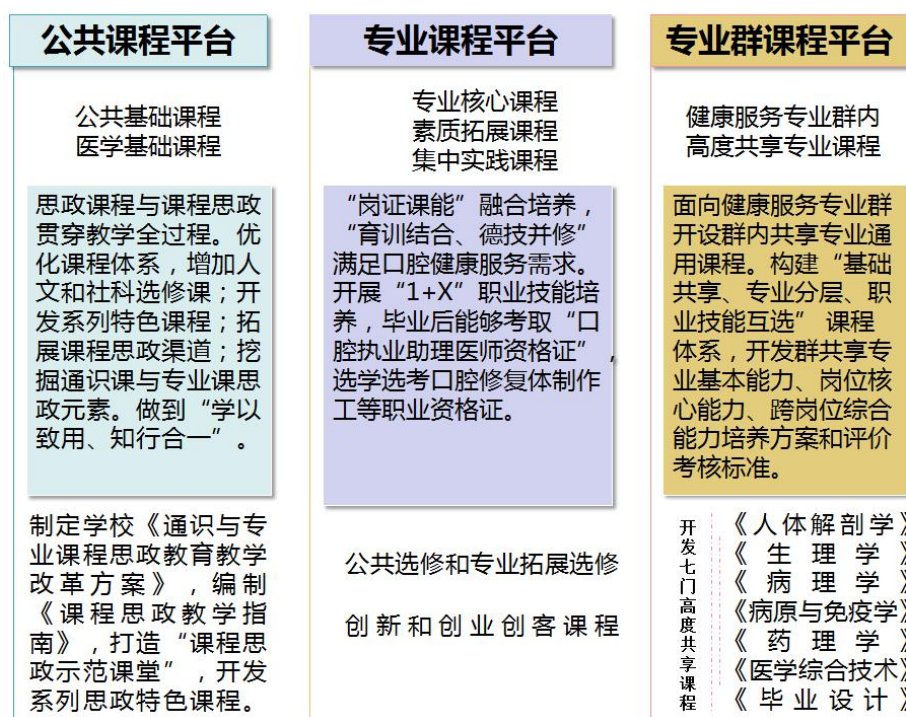 公共课程平台
公共基础课程
医学基础课程
思政课程与课程思政
贯穿教学全过程。优
化课程体系，增加人
文和社科选修课；开
发系列特色课程；拓
展课程思政渠道；挖
掘通识课与专业课思
政元素。做到“学以
致用、知行合一”。
制定学校《通识与专
业课程思政教育教学
改革方案》，编制
《课程思政教学指
南》，打造“课程思
政示范课堂”，开发
系列思政特色课程。
专业课程平台
专业核心课程
素质拓展课程
集中实践课程
“岗证课能”融合培养，
“育训结合、德技并修”
满足口腔健康服务需求。
开展“1+X”职业技能培
养，毕业后能够考取“口
腔执业助理医师资格证”，
选学选考口腔修复体制作
工等职业资格证。
公共选修和专业拓展选修
创新和创业创客课程
专业群课程平台
健康服务专业群内
高度共享专业课程
面向健康服务专业群
开设群内共享专业通
用课程。构建“基础
共享、专业分层、职
业技能互选” 课程
体系，开发群共享专
业基本能力、岗位核
心能力、跨岗位综合
能力培养方案和评价
考核标准。
开发七门高度共享课程
《人体解剖学》
《生理学》
《病理学》
《病原与免疫学》
《药理学》
《医学综合技术》
《毕业设计》